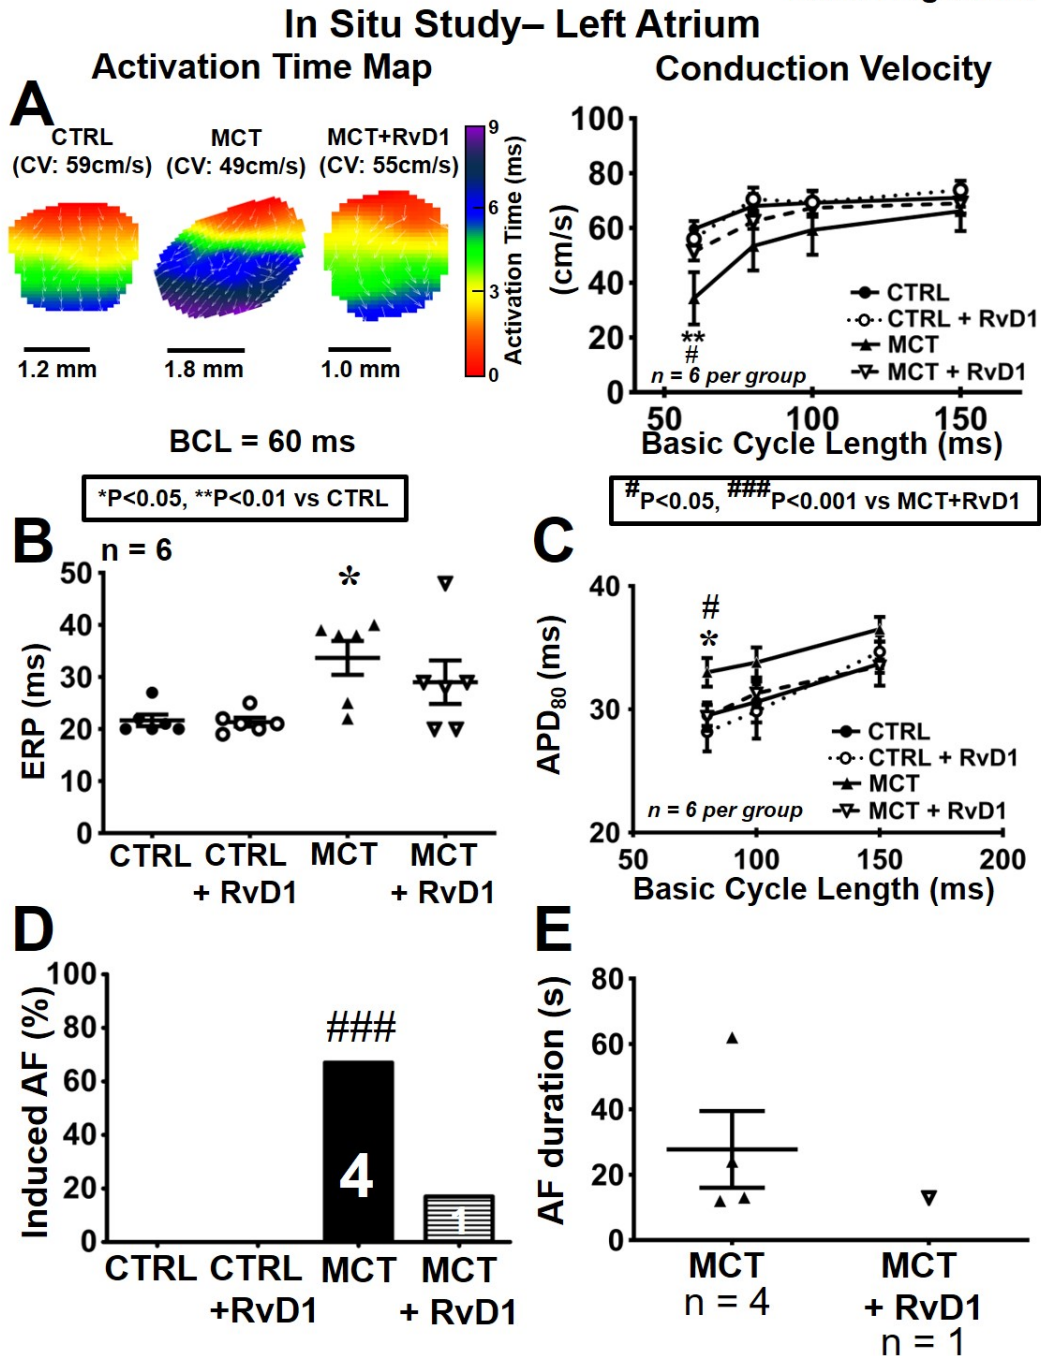 In Situ Study– Left Atrium
Activation Time Map
Conduction Velocity
A
CTRL
(CV: 59cm/s)
MCT
(CV: 49cm/s)
MCT+RvD1
(CV: 55cm/s)
9
6
3
0
Activation Time (ms)
1.2 mm
1.8 mm
1.0 mm
BCL = 60 ms
100
80
60
40
20
0
(cm/s)
**
#
n = 6 per group
CTRL
CTRL + RvD1
MCT
MCT + RvD1
50
100
150
Basic Cycle Length (ms)
*P<0.05, **P<0.01 vs CTRL
#P<0.05, ###P<0.001 vs MCT+RvD1
B
n = 6
50
40
30
20
10
0
ERP (ms)
*
CTRL
CTRL
+ RvD1
MCT
MCT
+ RvD1
C
40
30
20
APD80 (ms)
#
*
n = 6 per group
CTRL
CTRL + RvD1
MCT
MCT + RvD1
50
100
150
200
Basic Cycle Length (ms)
D
100
80
60
40
20
0
Induced AF (%)
###
4
1
CTRL
CTRL
+RvD1
MCT
MCT
+ RvD1
E
80
60
40
20
0
AF duration (s)
MCT
n = 4
MCT
+ RvD1
n = 1